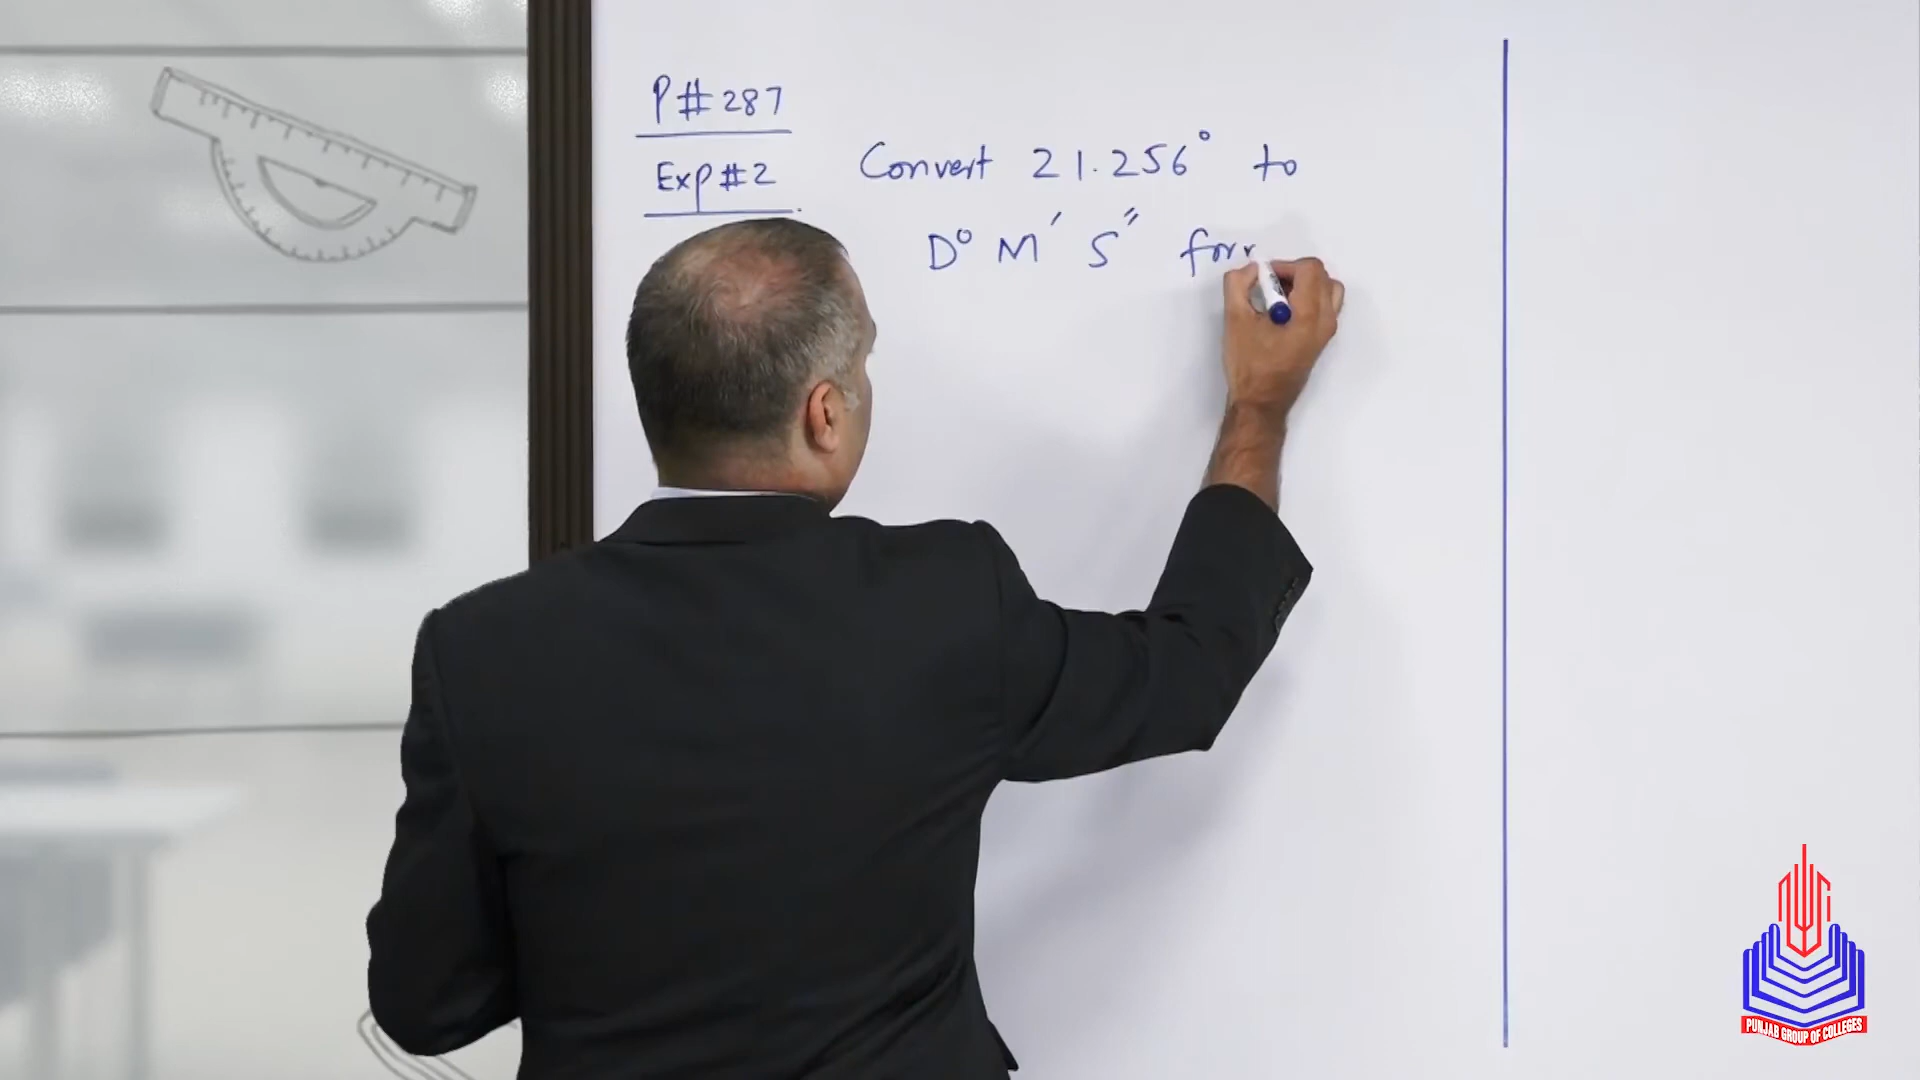 P#287
Exp#2 Convert 21.256° to
D° M′ S″
PUNJAB GROUP OF COLLEGES